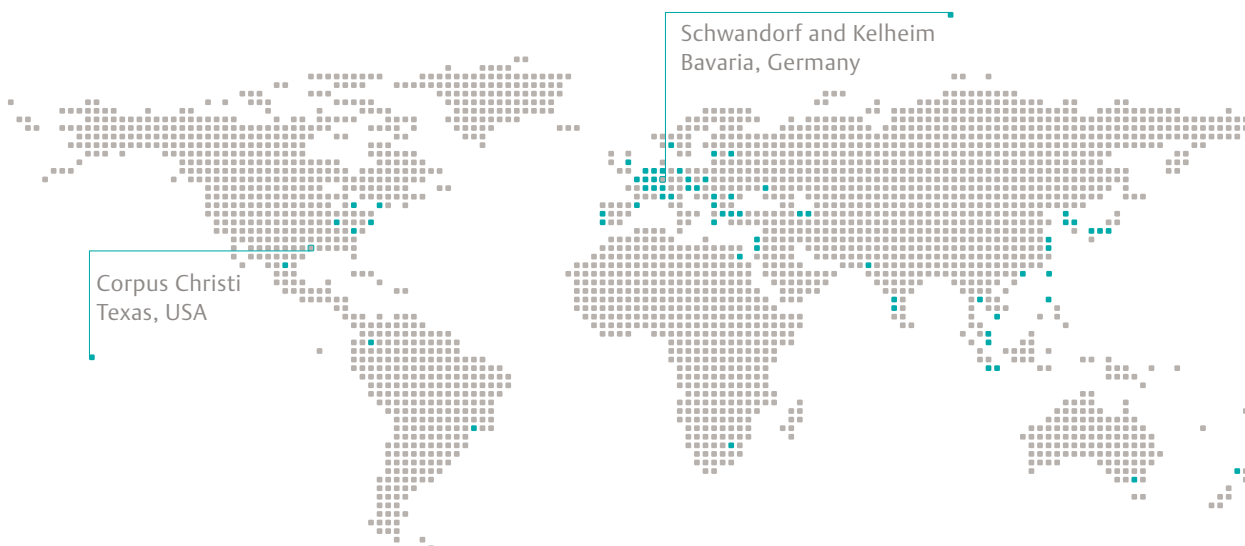 Schwandorf and Kelheim
Bavaria, Germany
Corpus Christi
Texas, USA